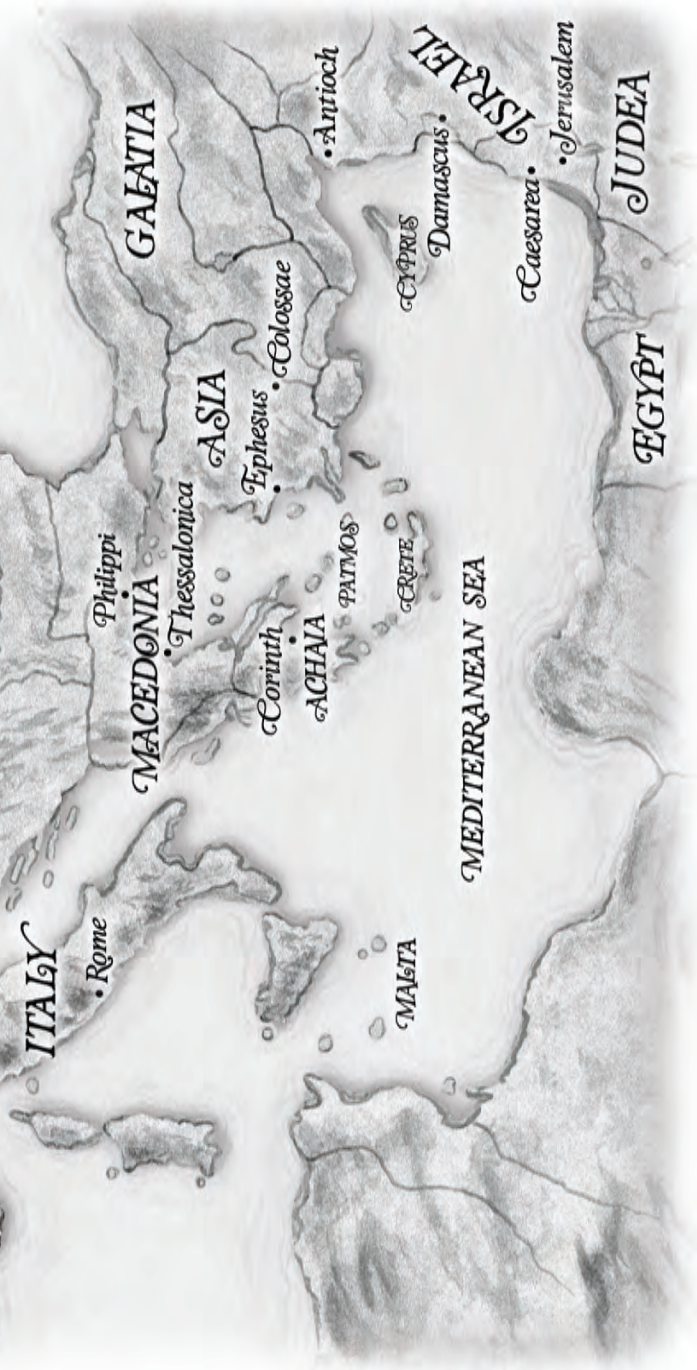 ITALY
Rome
MACEDONIA
Philippi
Thessalonica
GALATIA
ASIA
Ephesus
Colossae
Antioch
Corinth
ACHAIA
PATMOS
CRETE
CYPRUS
MALTA
MEDITERRANEAN SEA
ISRAEL
Damascus
Caesarea
Jerusalem
JUDEA
EGYPT